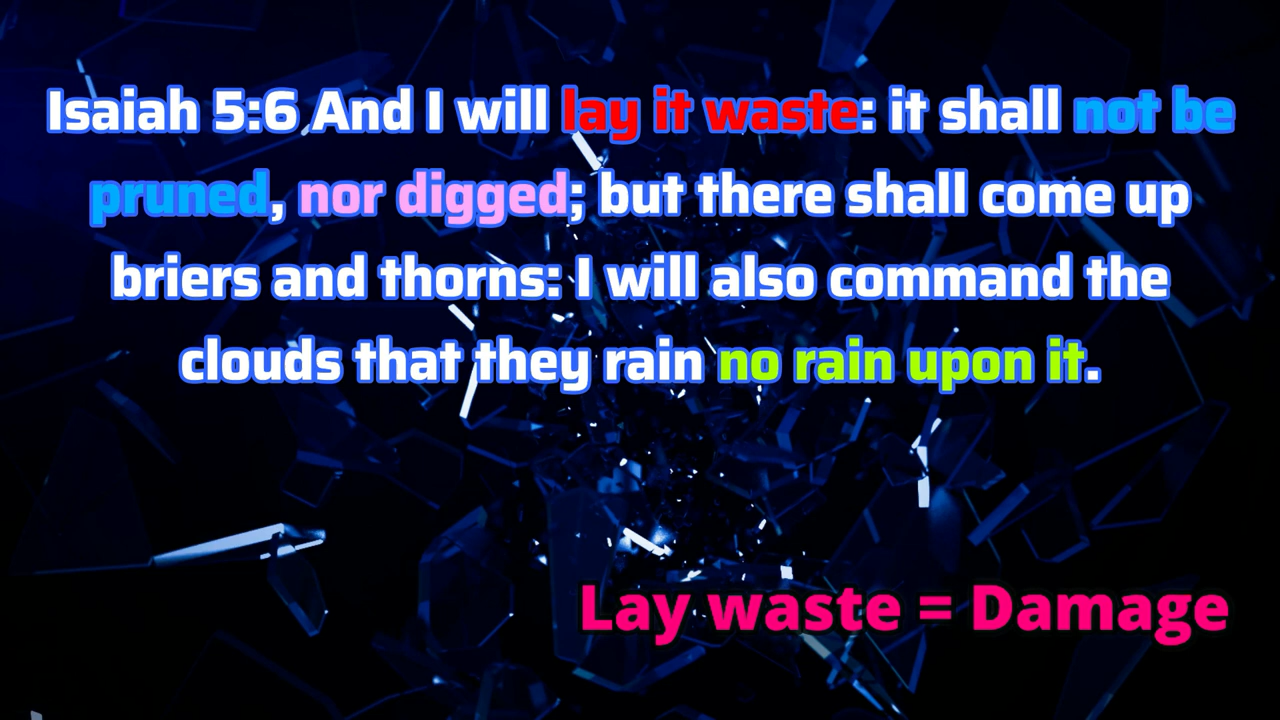 Isaiah 5:6 And I will lay it waste: it shall not be
pruned, nor digged; but there shall come up
briers and thorns: I will also command the
clouds that they rain no rain upon it.
Lay waste = Damage